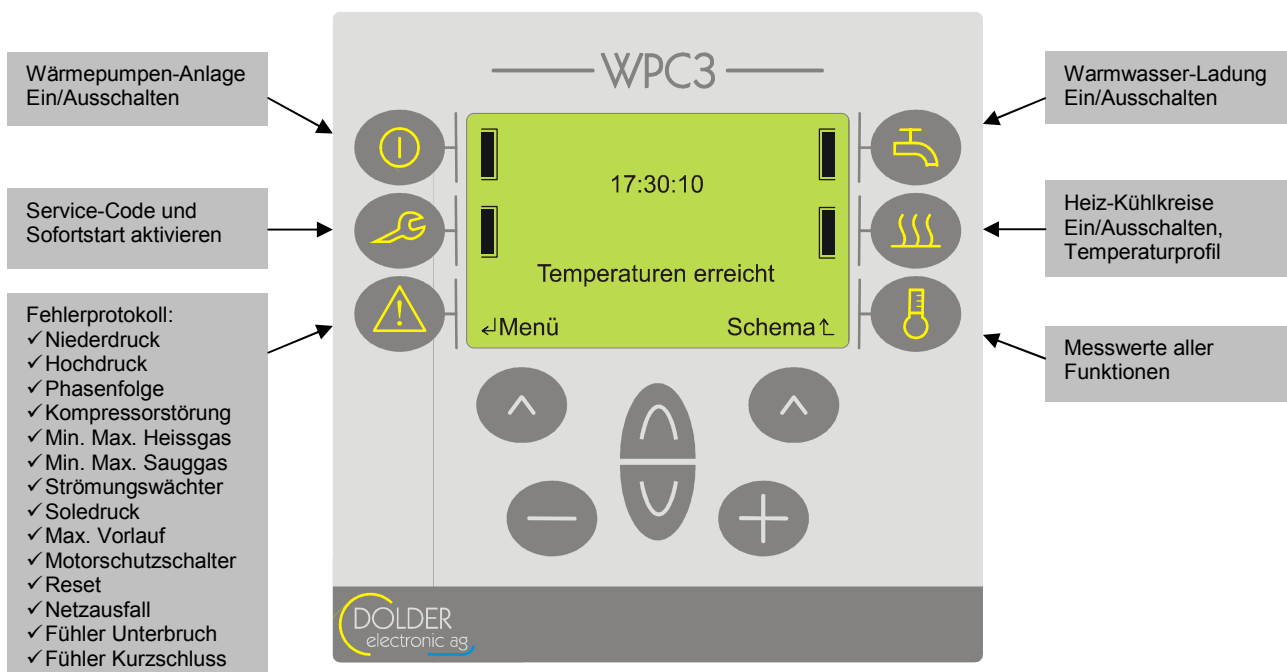 Wärmepumpen-Anlage
Ein/Ausschalten
Service-Code und
Sofortstart aktivieren
Fehlerprotokoll:
✓Niederdruck
✓Hochdruck
✓Phasenfolge
✓Kompressorstörung
✓Min. Max. Heissgas
✓Min. Max. Sauggas
✓Strömungswächter
✓Soledruck
✓Max. Vorlauf
✓Motorschutzschalter
✓Reset
✓Netzausfall
✓Fühler Unterbruch
✓Fühler Kurzschluss
WPC3
17:30:10
Temperaturen erreicht
↵Menü
Schema↥
DOLDER
electronic ag
Warmwasser-Ladung
Ein/Ausschalten
Heiz-Kühlkreise
Ein/Ausschalten,
Temperaturprofil
Messwerte aller
Funktionen